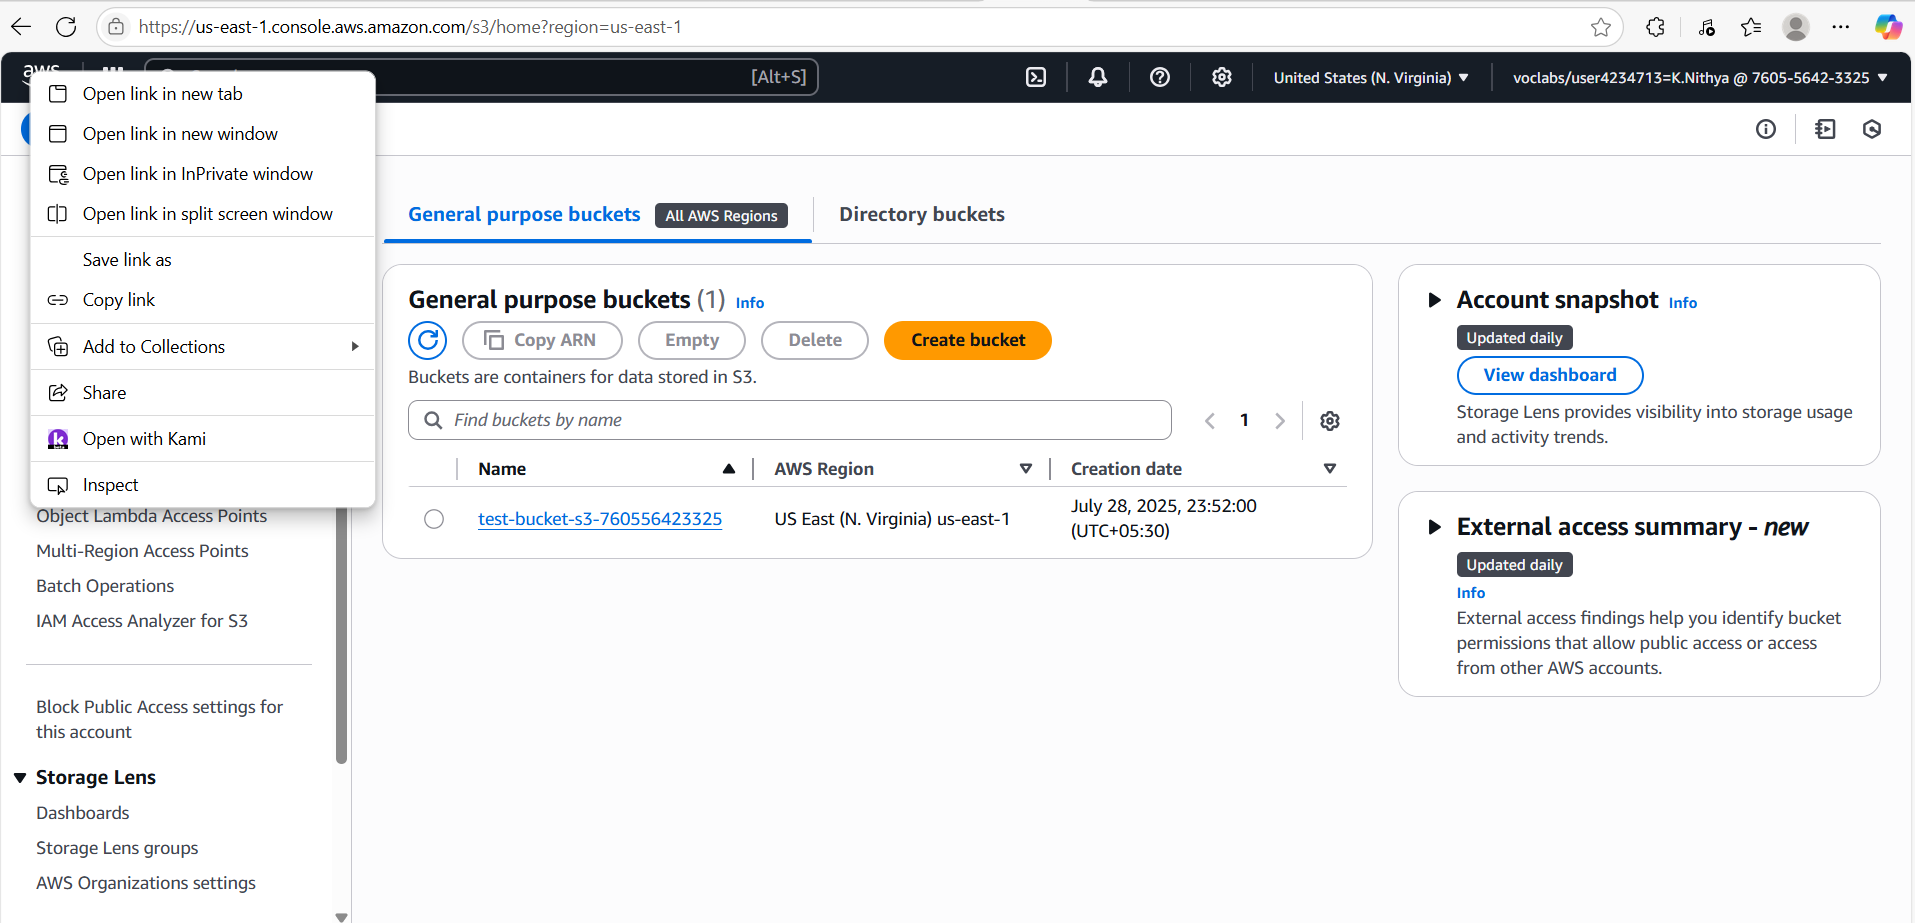 https://us-east-1.console.aws.amazon.com/s3/home?region=us-east-1
aws
[Alt+S]
United States (N. Virginia)
voclabs/user4234713=K.Nithya @ 7605-5642-3325
Open link in new tab
Open link in new window
Open link in InPrivate window
Open link in split screen window
Save link as
Copy link
Add to Collections
Share
Open with Kami
Inspect
Object Lambda Access Points
Multi-Region Access Points
Batch Operations
IAM Access Analyzer for S3
Block Public Access settings for
this account
Storage Lens
Dashboards
Storage Lens groups
AWS Organizations settings
General purpose buckets
All AWS Regions
Directory buckets
General purpose buckets (1) Info
Copy ARN
Empty
Delete
Create bucket
Buckets are containers for data stored in S3.
Find buckets by name
1
Name
AWS Region
Creation date
test-bucket-s3-760556423325
US East (N. Virginia) us-east-1
July 28, 2025, 23:52:00
(UTC+05:30)
Account snapshot Info
Updated daily
View dashboard
Storage Lens provides visibility into storage usage
and activity trends.
External access summary - new
Updated daily
Info
External access findings help you identify bucket
permissions that allow public access or access
from other AWS accounts.